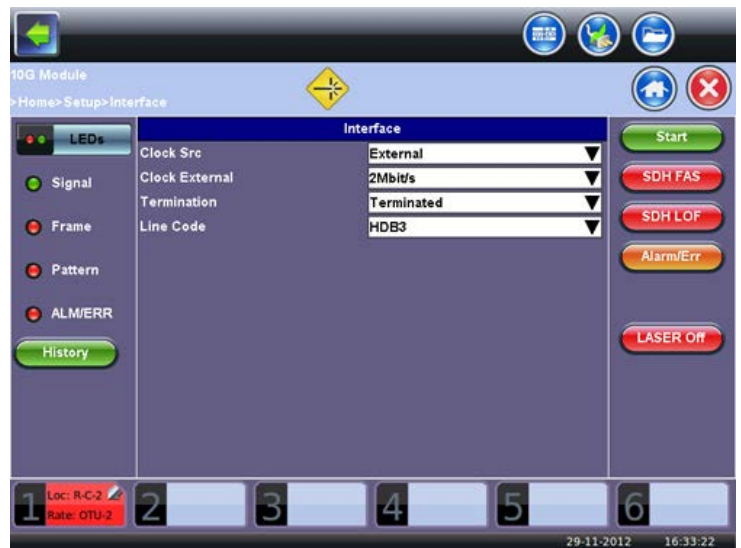 10G Module
>Home>Setup>Interface
LEDs
Signal
Frame
Pattern
ALM/ERR
History
Interface
Clock Src External
Clock External 2Mbit/s
Termination Terminated
Line Code HDB3
Start
SDH FAS
SDH LOF
Alarm/Err
LASER Off
1 Loc: R-C-2
Rate: OTU-2
2
3
4
5
6
29-11-2012 16:33:22